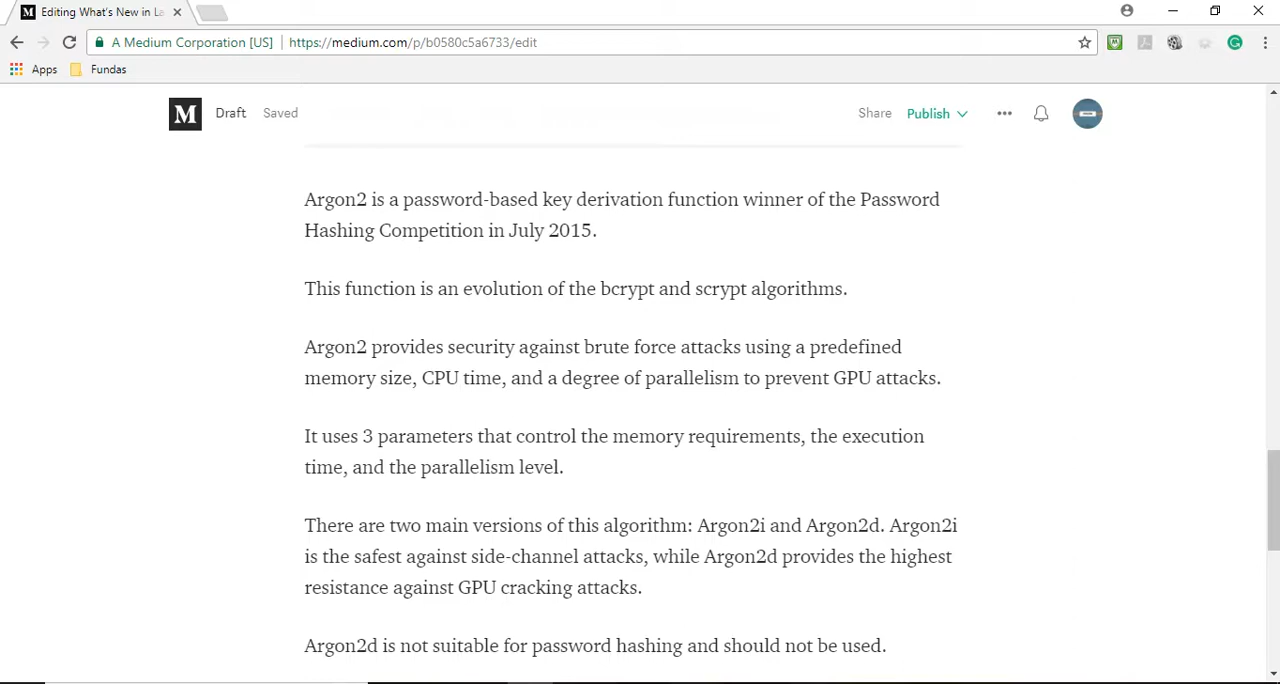 M Editing What's New in La
A Medium Corporation [US] https://medium.com/p/b0580c5a6733/edit
Apps Fundas
M Draft Saved Share Publish
Argon2 is a password-based key derivation function winner of the Password
Hashing Competition in July 2015.
This function is an evolution of the bcrypt and scrypt algorithms.
Argon2 provides security against brute force attacks using a predefined
memory size, CPU time, and a degree of parallelism to prevent GPU attacks.
It uses 3 parameters that control the memory requirements, the execution
time, and the parallelism level.
There are two main versions of this algorithm: Argon2i and Argon2d. Argon2i
is the safest against side-channel attacks, while Argon2d provides the highest
resistance against GPU cracking attacks.
Argon2d is not suitable for password hashing and should not be used.